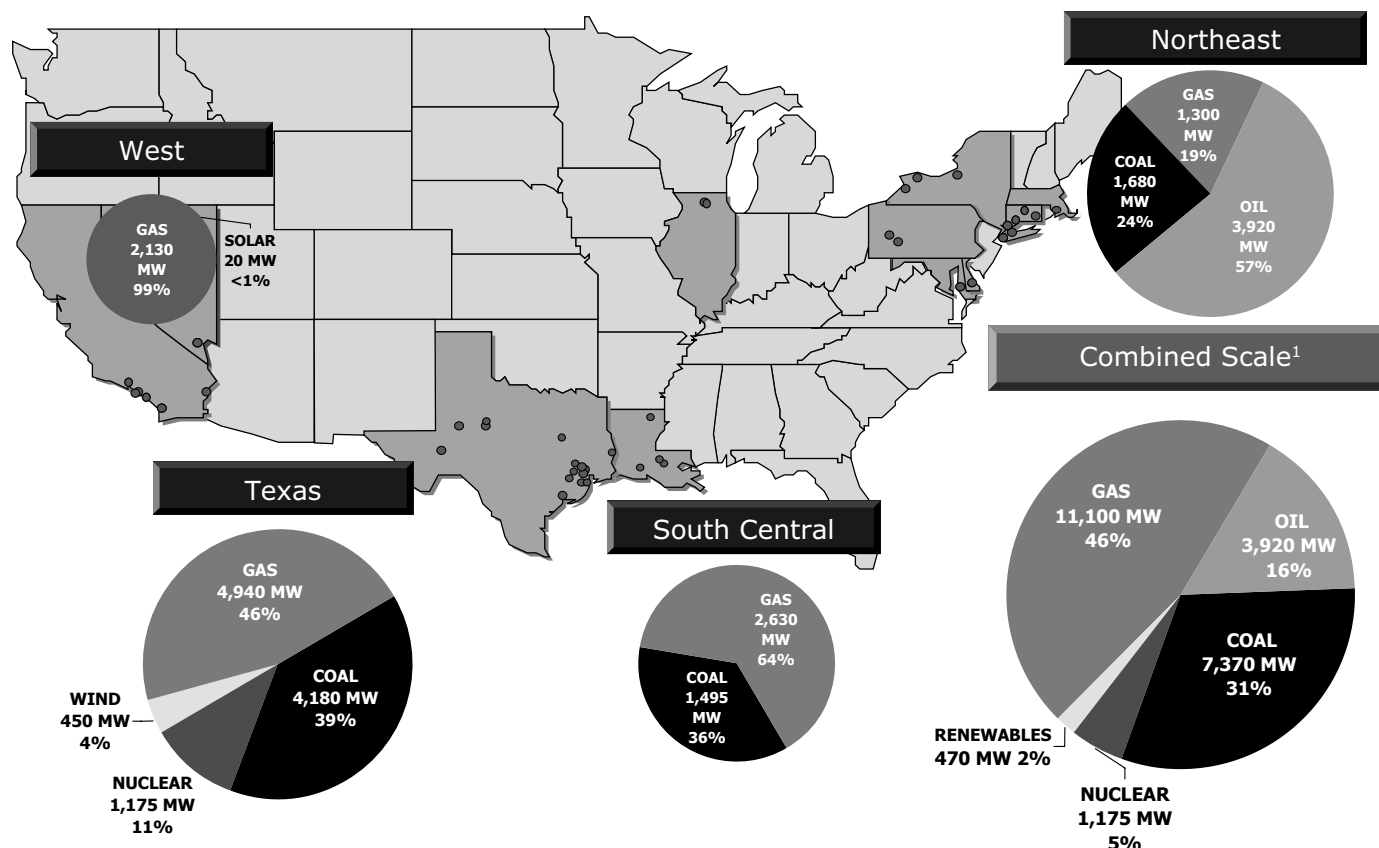 Northeast
GAS
1,300
MW
19%
COAL
1,680
MW
24%
OIL
3,920
MW
57%
West
GAS
2,130
MW
99%
SOLAR
20 MW
<1%
Combined Scale¹
GAS
11,100 MW
46%
OIL
3,920 MW
16%
COAL
7,370 MW
31%
RENEWABLES
470 MW 2%
NUCLEAR
1,175 MW
5%
Texas
GAS
4,940 MW
46%
COAL
4,180 MW
39%
WIND
450 MW
4%
NUCLEAR
1,175 MW
11%
South Central
GAS
2,630
MW
64%
COAL
1,495
MW
36%